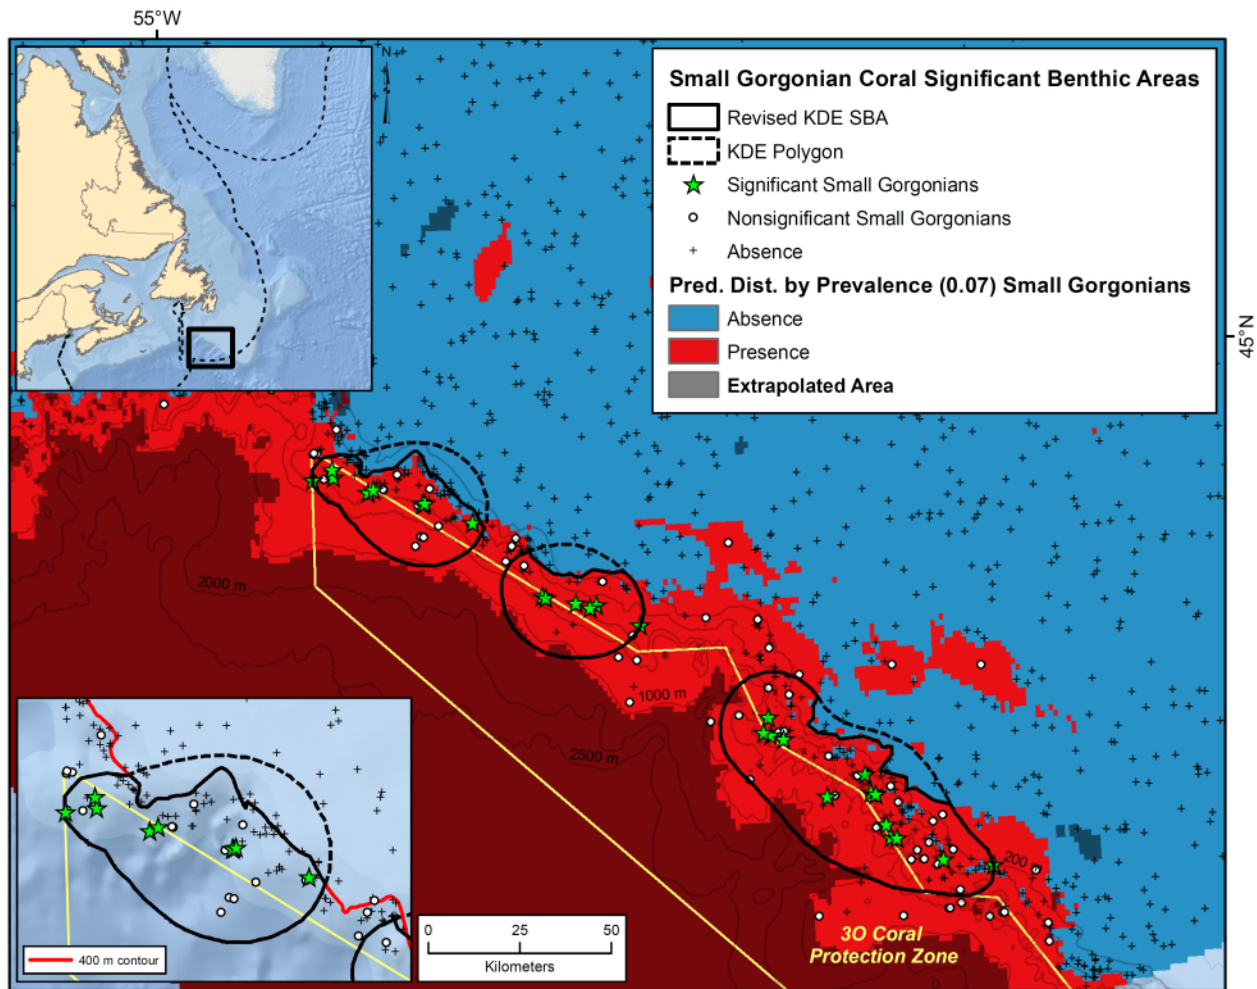 55°W
N
Small Gorgonian Coral Significant Benthic Areas
Revised KDE SBA
KDE Polygon
Significant Small Gorgonians
Nonsignificant Small Gorgonians
Absence
Pred. Dist. by Prevalence (0.07) Small Gorgonians
Absence
Presence
Extrapolated Area
45°N
2000 m
1000 m
2500 m
200 m
3O Coral
Protection Zone
400 m contour
0 25 50
Kilometers